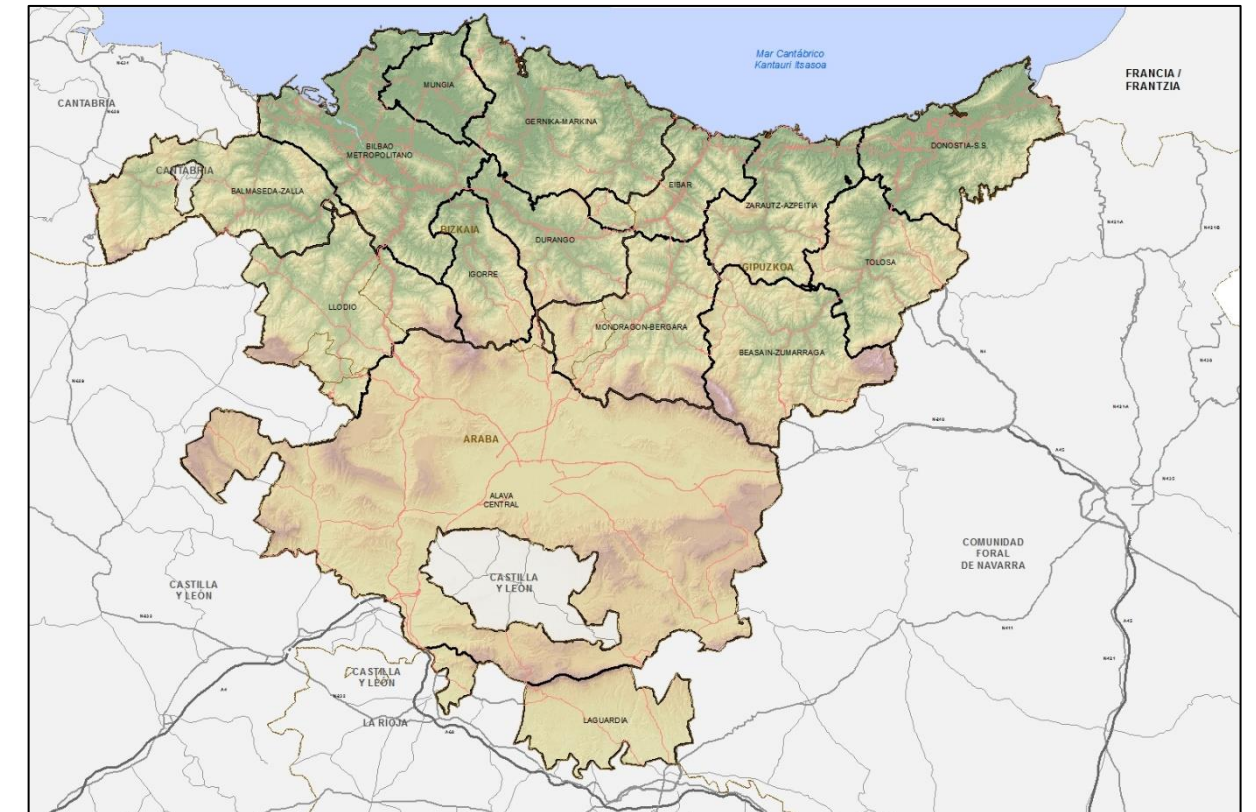 Mar Cantábrico
Kantauri Itsasoa
FRANCIA /
FRANTZIA
CANTABRIA
MUNGIA
GERNIKA-MARKINA
BILBAO
METROPOLITANO
DONOSTIA-S.S.
CANTABRIA
BALMASEDA-ZALLA
EIBAR
ZARAUTZ-AZPEITIA
BIZKAIA
DURANGO
IGORRE
GIPUZKOA
TOLOSA
LLODIO
MONDRAGON-BERGARA
BEASAIN-ZUMARRAGA
ARABA
ALAVA
CENTRAL
COMUNIDAD
FORAL
DE NAVARRA
CASTILLA
Y LEÓN
CASTILLA
Y LEÓN
CASTILLA
Y LEÓN
LA RIOJA
LAGUARDIA